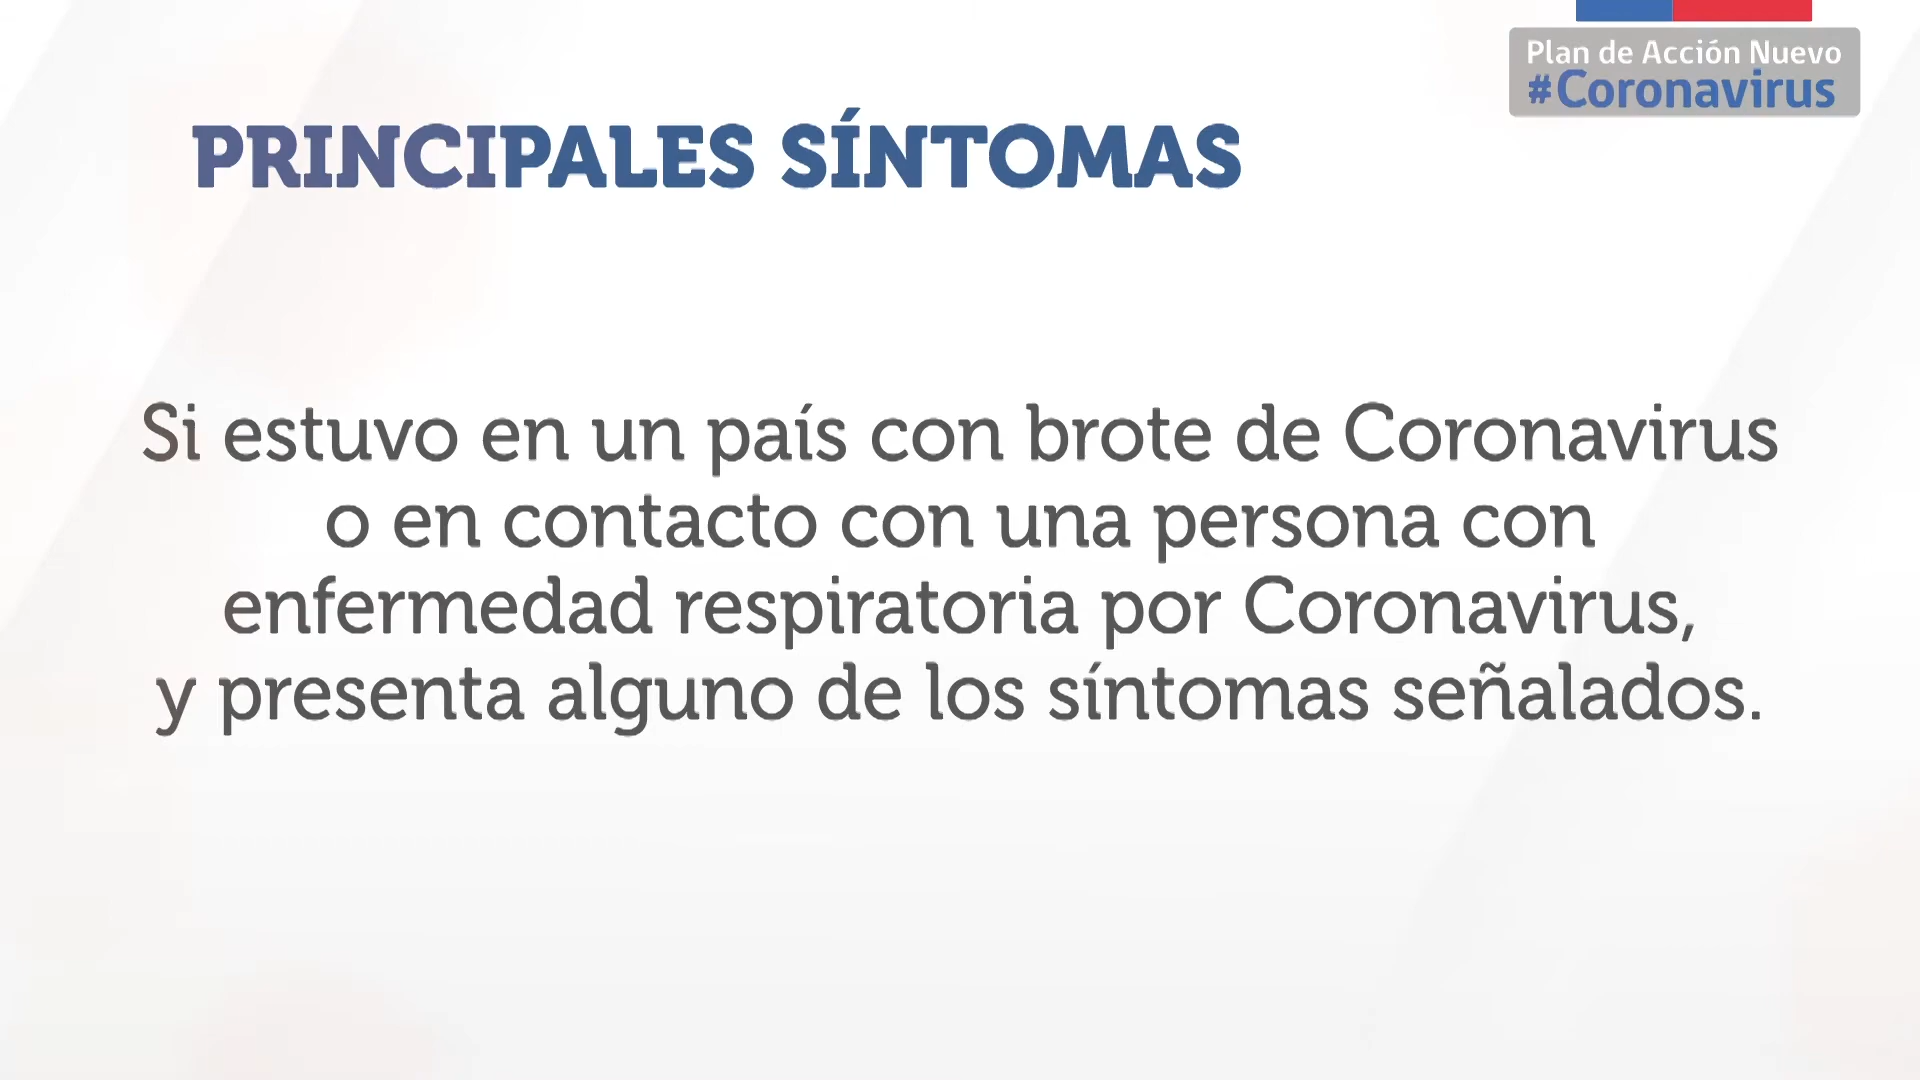 Plan de Acción Nuevo
#Coronavirus
PRINCIPALES SÍNTOMAS
Si estuvo en un país con brote de Coronavirus
o en contacto con una persona con
enfermedad respiratoria por Coronavirus,
y presenta alguno de los síntomas señalados.